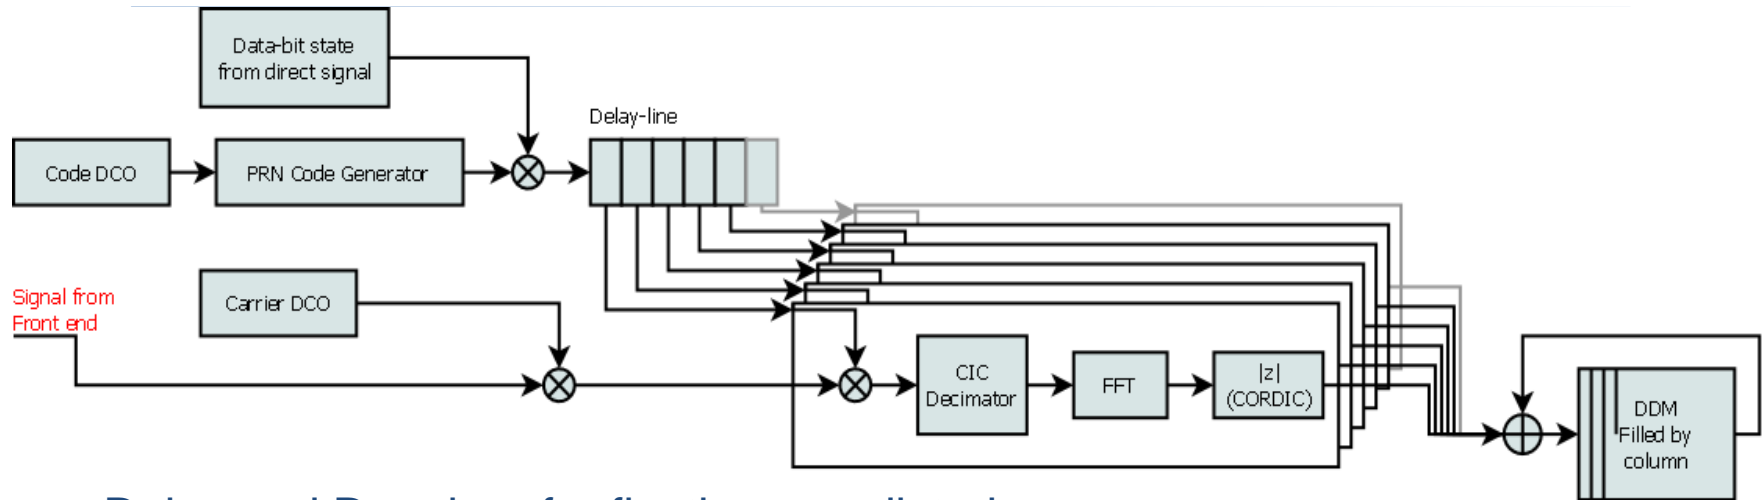 Data-bit state
from direct signal
Delay-line
Code DCO
PRN Code Generator
Signal from
Front end
Carrier DCO
CIC
Decimator
FFT
|z|
(CORDIC)
DDM
Filled by
column